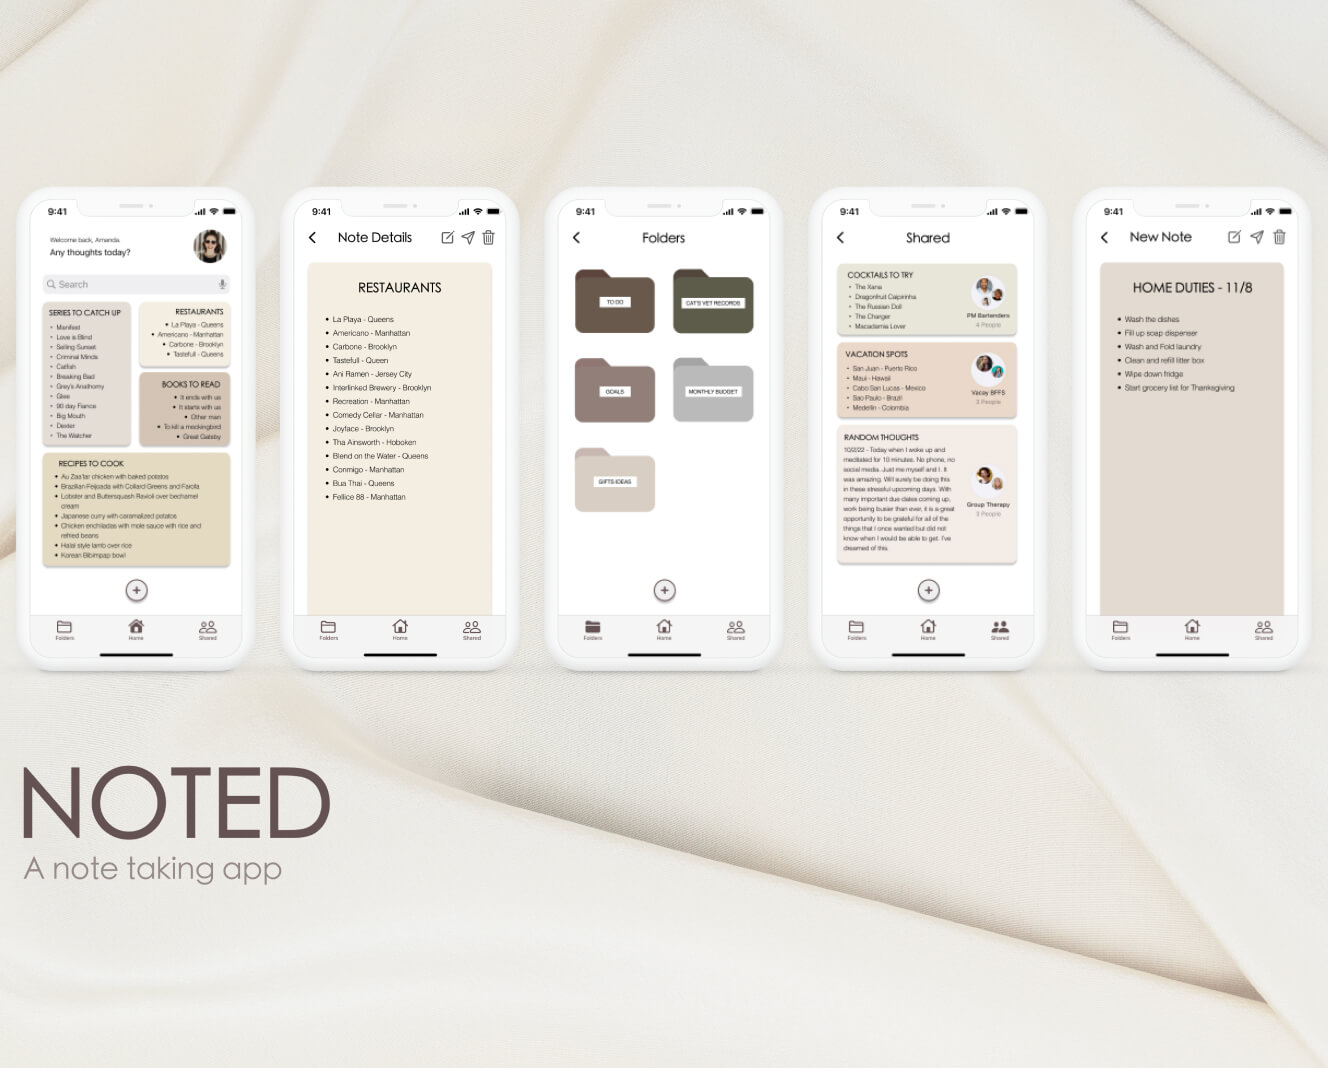 9:41
Welcome back, Amanda.
Any thoughts today?
Search
SERIES TO CATCH UP
Manifest
Love is Blind
Selling Sunset
Criminal Minds
Catfish
Breaking Bad
Grey's Anathomy
Glee
90 day Fiance
Big Mouth
Dexter
The Watcher
RESTAURANTS
La Playa - Queens
Americano - Manhattan
Carbone - Brooklyn
Tastefull - Queens
BOOKS TO READ
It ends with us
It starts with us
Other man
To kill a mockingbird
Great Gatsby
RECIPES TO COOK
Au Zaa'tar chicken with baked potatos
Brazilian Feijoada with Collard Greens and Farofa
Lobster and Buttersquash Ravioli over bechamel
cream
Japanese curry with caramalized potatos
Chicken enchiladas with mole sauce with rice and
refried beans
Halal style lamb over rice
Korean Bibimpap bowl
+
Folders
Home
Shared
9:41
Note Details
RESTAURANTS
La Playa - Queens
Americano - Manhattan
Carbone - Brooklyn
Tastefull - Queen
Ani Ramen - Jersey City
Interlinked Brewery - Brooklyn
Recreation - Manhattan
Comedy Cellar - Manhattan
Joyface - Brooklyn
Tha Ainsworth - Hoboken
Blend on the Water - Queens
Conmigo - Manhattan
Bua Thai - Queens
Fellice 88 - Manhattan
Folders
Home
Shared
9:41
Folders
TO DO
CAT'S VET RECORDS
GOALS
MONTHLY BUDGET
GIFTS IDEAS
+
Folders
Home
Shared
9:41
Shared
COCKTAILS TO TRY
The Xana
Dragonfruit Caipirinha
The Russian Doll
The Charger
Macadamia Lover
PM Bartenders
4 People
VACATION SPOTS
San Juan - Puerto Rico
Maui - Hawaii
Cabo San Lucas - Mexico
Sao Paulo - Brazil
Medellin - Colombia
Vacay BFFS
3 People
RANDOM THOUGHTS
10/2/22 - Today when I woke up and
meditated for 10 minutes. No phone, no
social media. Just me myself and I. It
was amazing. Will surely be doing this
in these stressful upcoming days. With
many important due dates coming up,
work being busier than ever, it is a great
opportunity to be grateful for all of the
things that I once wanted but did not
know when I would be able to get. I've
dreamed of this.
Group Therapy
3 People
+
Folders
Home
Shared
9:41
New Note
HOME DUTIES - 11/8
Wash the dishes
Fill up soap dispenser
Wash and Fold laundry
Clean and refill litter box
Wipe down fridge
Start grocery list for Thanksgiving
Folders
Home
Shared
NOTED
A note taking app